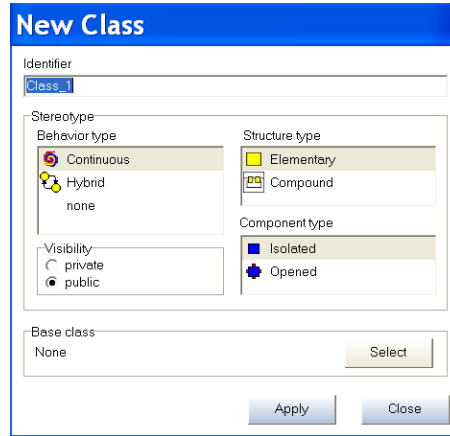 New Class
Identifier
Class_1
Stereotype
Behavior type
Continuous
Hybrid
none
Structure type
Elementary
Compound
Visibility
private
public
Component type
Isolated
Opened
Base class
None
Select
Apply
Close